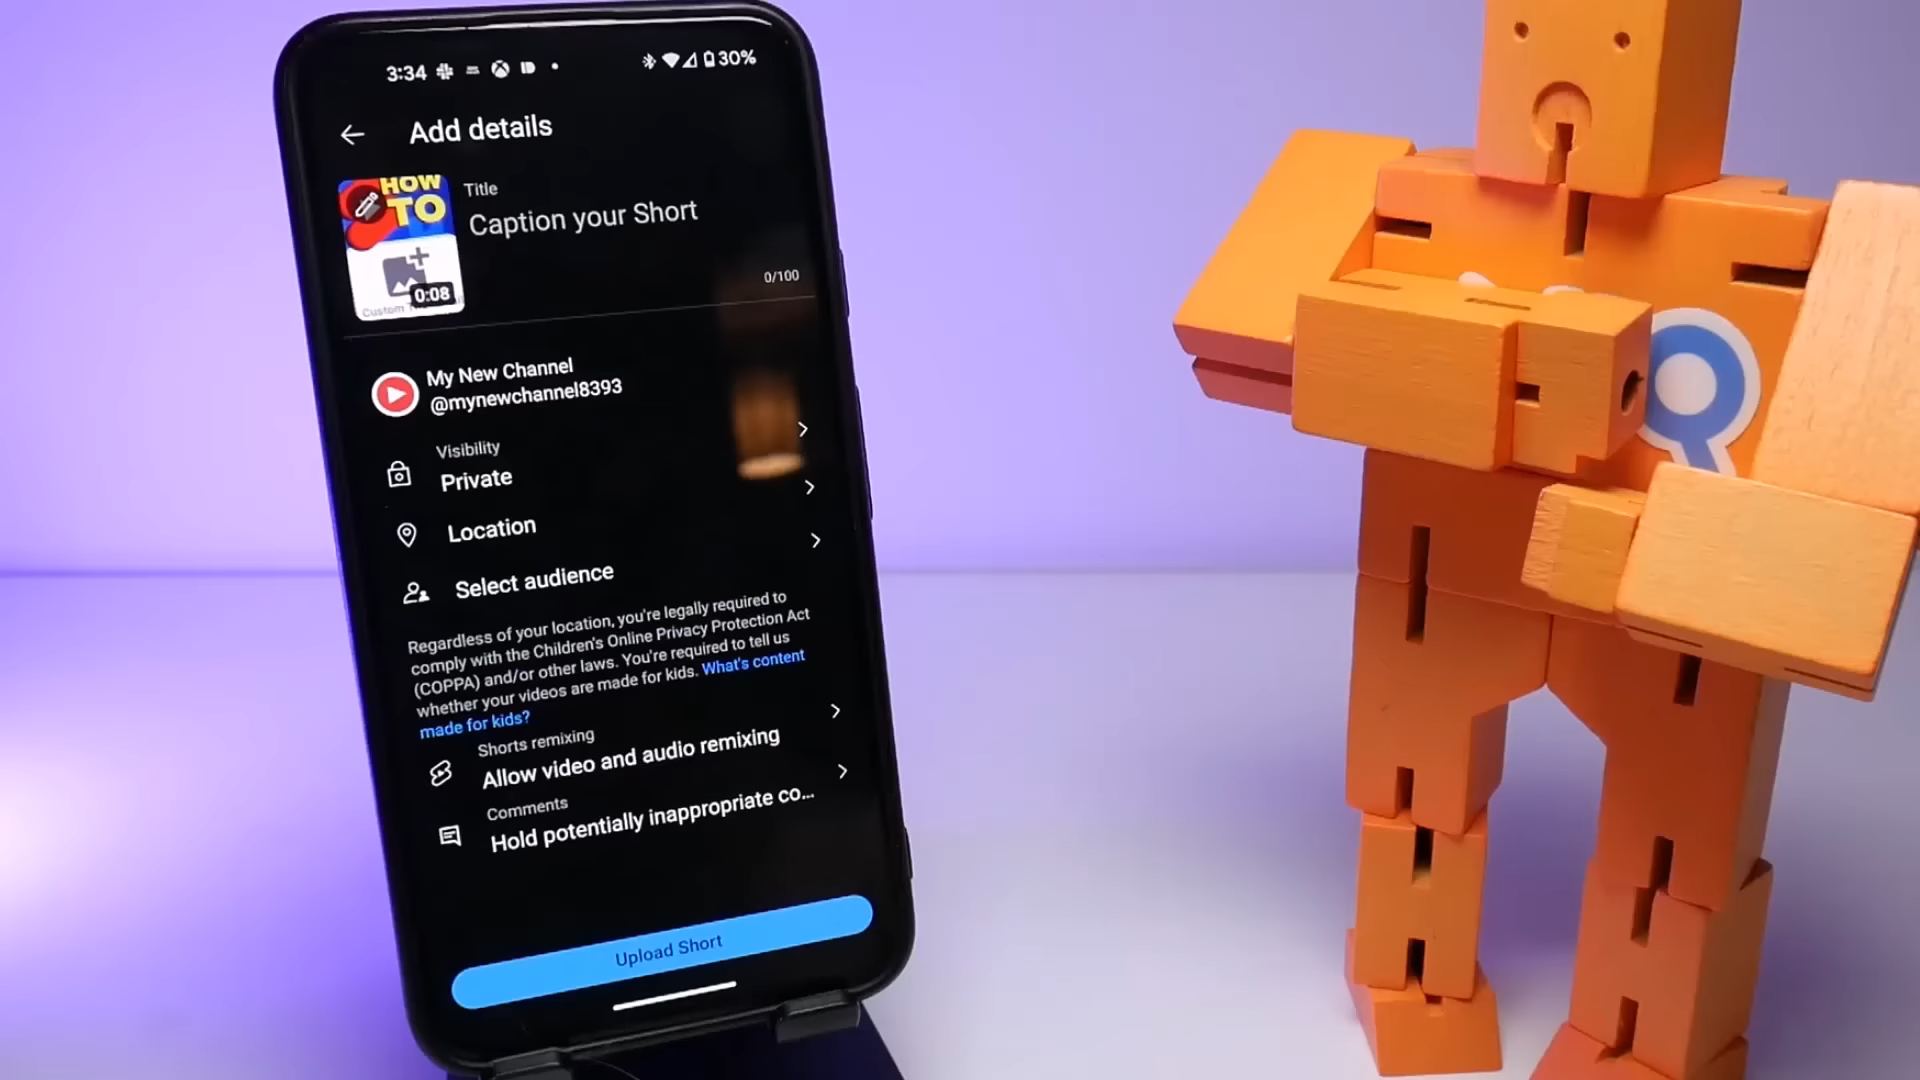 3:34
30%
Add details
HOW
TO
0:08
Custom
Title
Caption your Short
0/100
My New Channel
@mynewchannel8393
Visibility
Private
Location
Select audience
Regardless of your location, you're legally required to
comply with the Children's Online Privacy Protection Act
(COPPA) and/or other laws. You're required to tell us
whether your videos are made for kids. What's content
made for kids?
Shorts remixing
Allow video and audio remixing
Comments
Hold potentially inappropriate co...
Upload Short